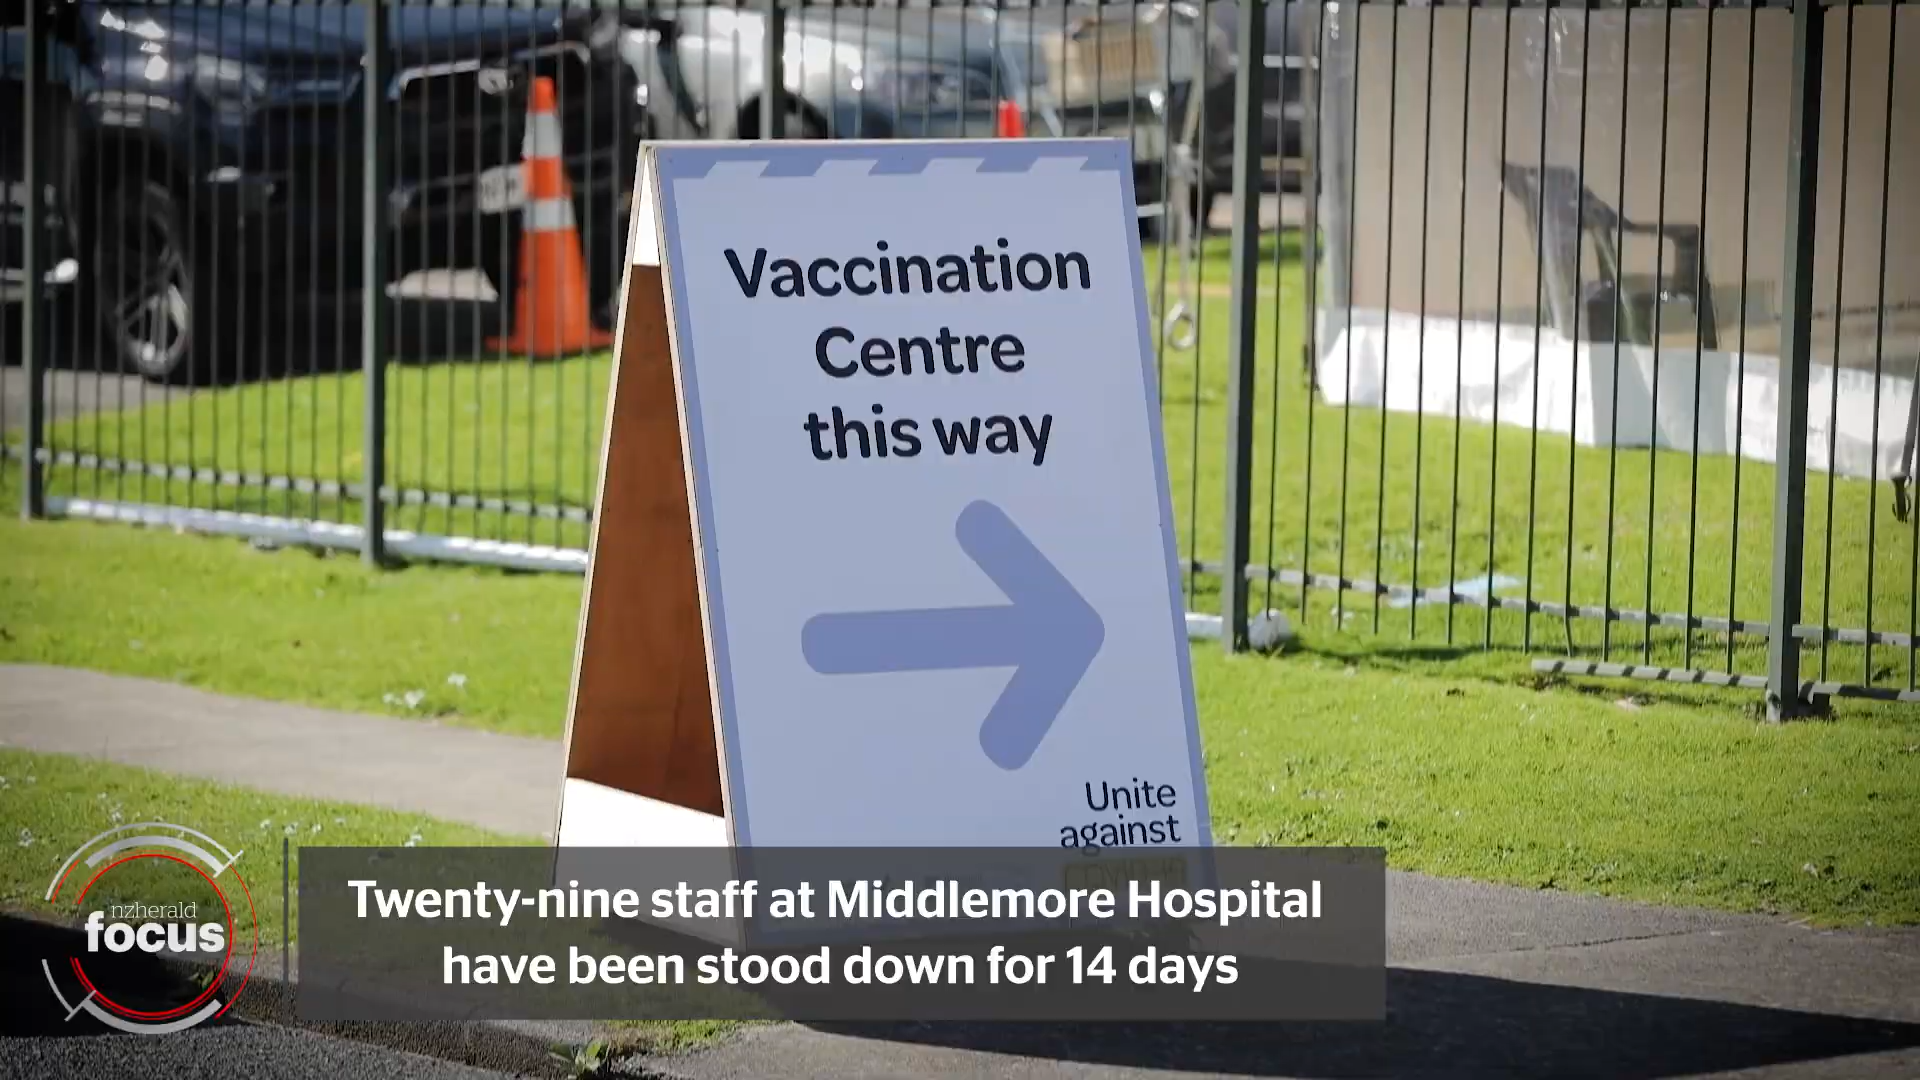 Vaccination
Centre
this way
Unite
against
nzherald
focus
Twenty-nine staff at Middlemore Hospital
have been stood down for 14 days